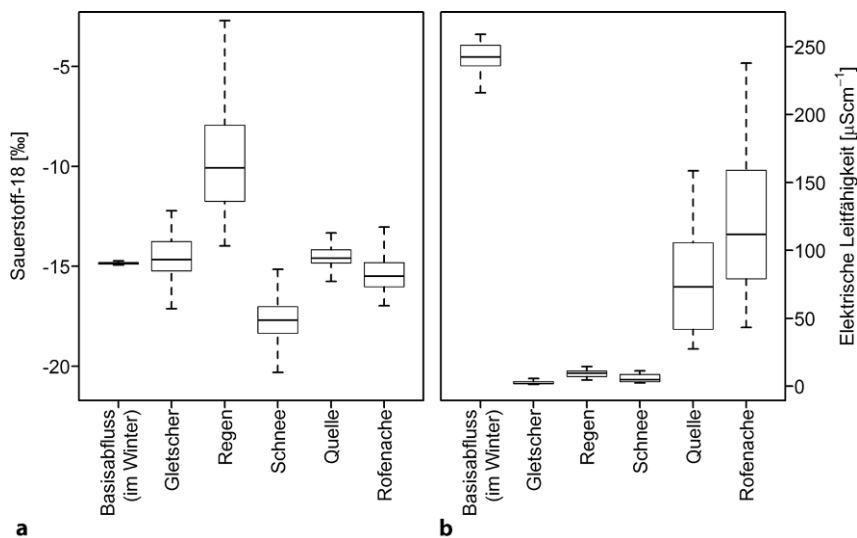 Sauerstoff-18 [‰]
-5
-10
-15
-20
Basisabfluss
(im Winter)
Gletscher
Regen
Schnee
Quelle
Rofenache
a
250
200
150
100
50
0
Elektrische Leitfähigkeit [µScm⁻¹]
Basisabfluss
(im Winter)
Gletscher
Regen
Schnee
Quelle
Rofenache
b